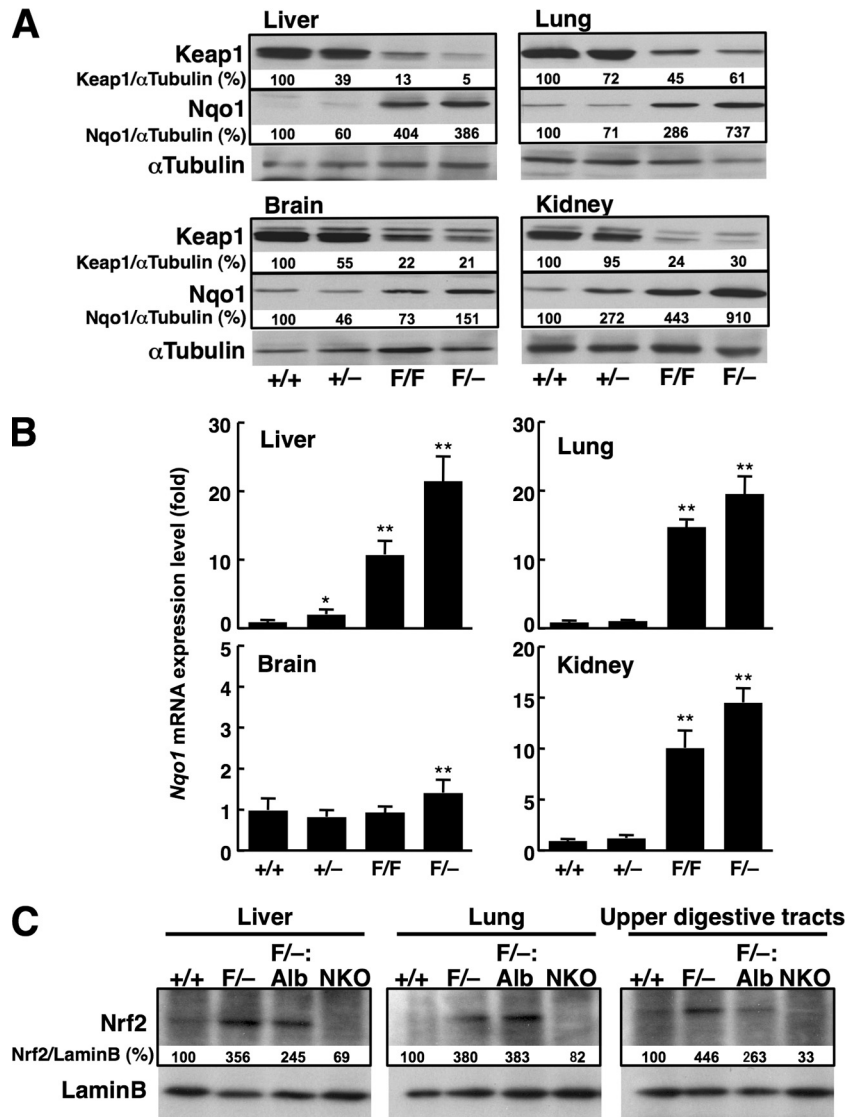 A
Liver
Lung
Keap1
Keap1/αTubulin (%)
100 39 13 5
100 72 45 61
Nqo1
Nqo1/αTubulin (%)
100 60 404 386
100 71 286 737
αTubulin
Brain
Kidney
Keap1
Keap1/αTubulin (%)
100 55 22 21
100 95 24 30
Nqo1
Nqo1/αTubulin (%)
100 46 73 151
100 272 443 910
αTubulin
+/+ +/– F/F F/–
+/+ +/– F/F F/–
B
Nqo1 mRNA expression level (fold)
Liver
30
20
10
0
*
**
**
Lung
30
20
10
0
**
**
Brain
5
4
3
2
1
0
**
+/+ +/– F/F F/–
Kidney
20
15
10
5
0
**
**
+/+ +/– F/F F/–
C
Liver
Lung
Upper digestive tracts
+/+ F/– F/–: Alb NKO
+/+ F/– F/–: Alb NKO
+/+ F/– F/–: Alb NKO
Nrf2
Nrf2/LaminB (%)
100 356 245 69
100 380 383 82
100 446 263 33
LaminB